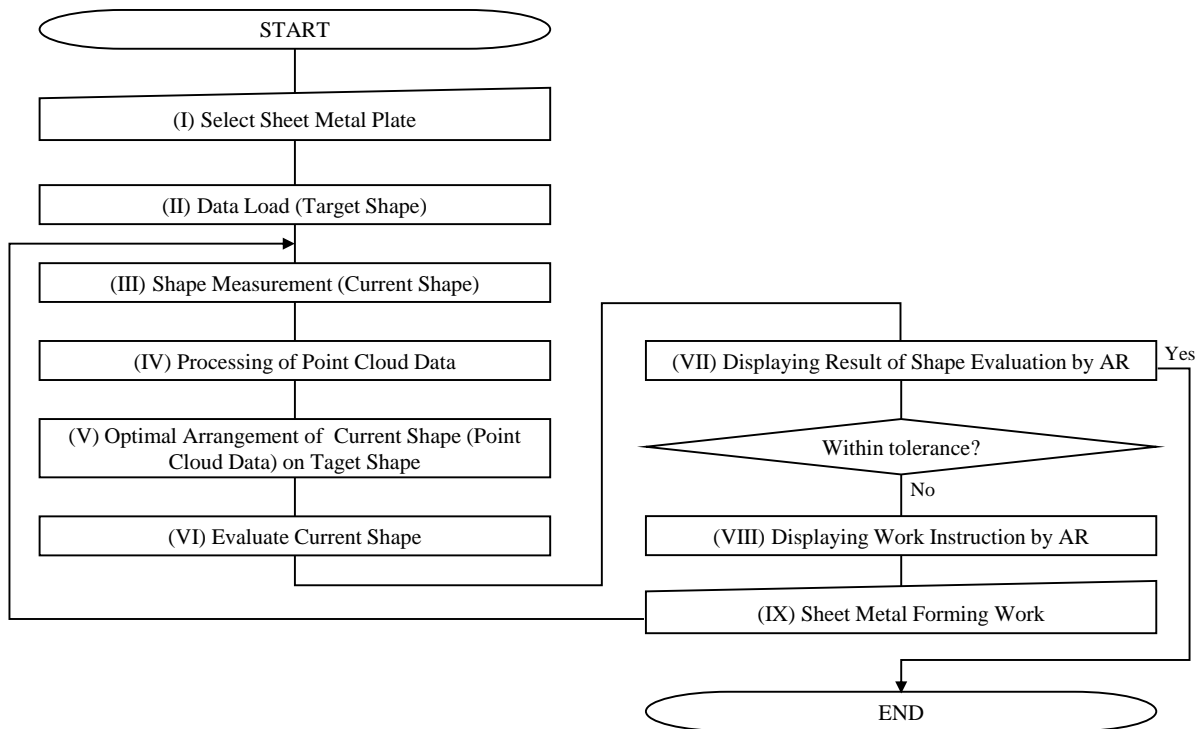 START
(I) Select Sheet Metal Plate
(II) Data Load (Target Shape)
(III) Shape Measurement (Current Shape)
(IV) Processing of Point Cloud Data
(V) Optimal Arrangement of Current Shape (Point
Cloud Data) on Taget Shape
(VI) Evaluate Current Shape
(VII) Displaying Result of Shape Evaluation by AR
Yes
Within tolerance?
No
(VIII) Displaying Work Instruction by AR
(IX) Sheet Metal Forming Work
END